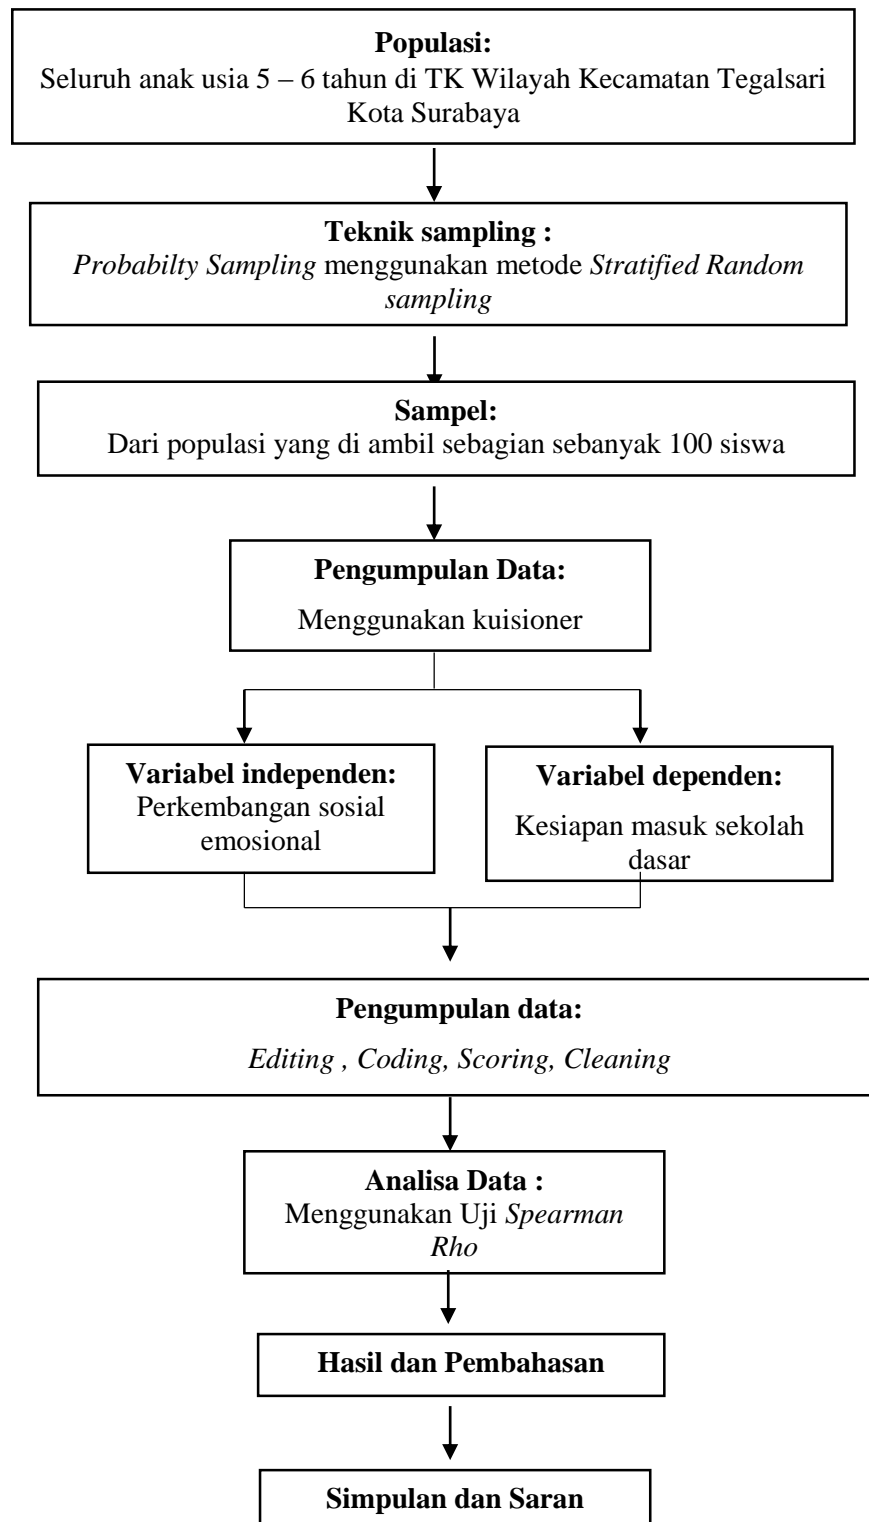 Populasi:
Seluruh anak usia 5 – 6 tahun di TK Wilayah Kecamatan Tegalsari
Kota Surabaya
Teknik sampling :
Probabilty Sampling menggunakan metode Stratified Random
sampling
Sampel:
Dari populasi yang di ambil sebagian sebanyak 100 siswa
Pengumpulan Data:
Menggunakan kuisioner
Variabel independen:
Perkembangan sosial
emosional
Variabel dependen:
Kesiapan masuk sekolah
dasar
Pengumpulan data:
Editing , Coding, Scoring, Cleaning
Analisa Data :
Menggunakan Uji Spearman
Rho
Hasil dan Pembahasan
Simpulan dan Saran